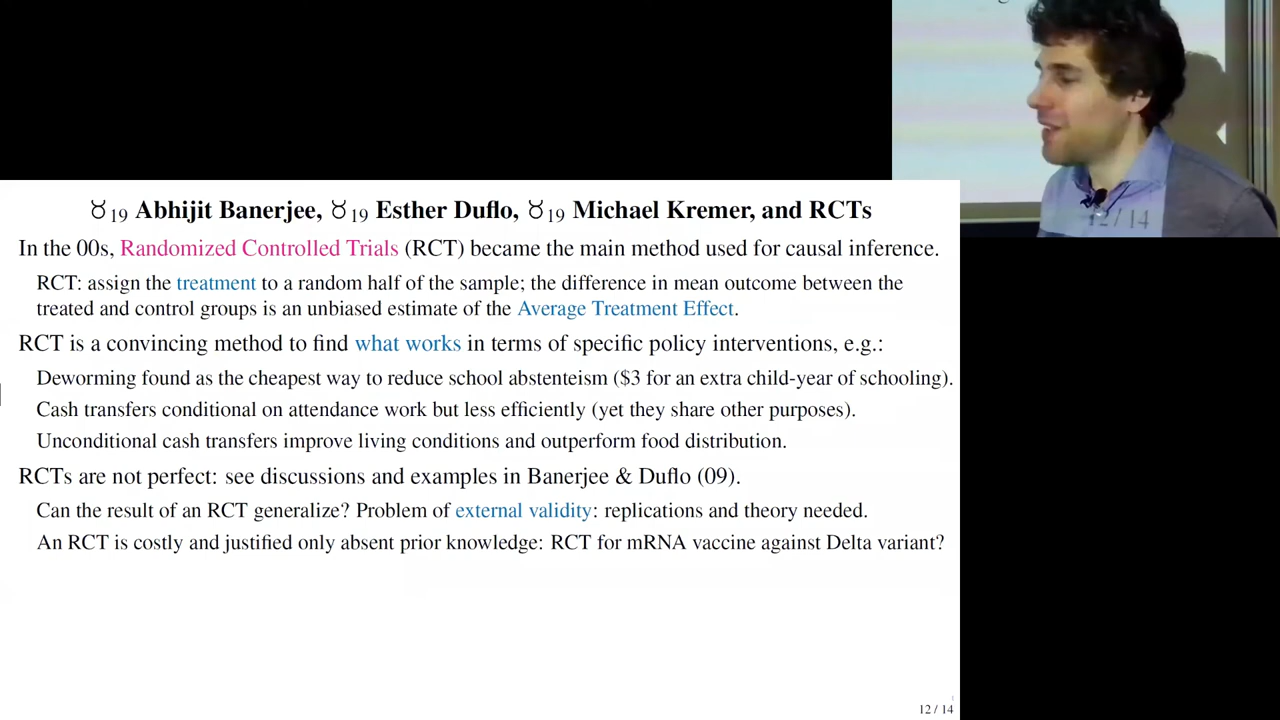 ♉19 Abhijit Banerjee, ♉19 Esther Duflo, ♉19 Michael Kremer, and RCTs
In the 00s, Randomized Controlled Trials (RCT) became the main method used for causal inference.
RCT: assign the treatment to a random half of the sample; the difference in mean outcome between the
treated and control groups is an unbiased estimate of the Average Treatment Effect.
RCT is a convincing method to find what works in terms of specific policy interventions, e.g.:
Deworming found as the cheapest way to reduce school abstenteism ($3 for an extra child-year of schooling).
Cash transfers conditional on attendance work but less efficiently (yet they share other purposes).
Unconditional cash transfers improve living conditions and outperform food distribution.
RCTs are not perfect: see discussions and examples in Banerjee & Duflo (09).
Can the result of an RCT generalize? Problem of external validity: replications and theory needed.
An RCT is costly and justified only absent prior knowledge: RCT for mRNA vaccine against Delta variant?
12 / 14
12 / 14